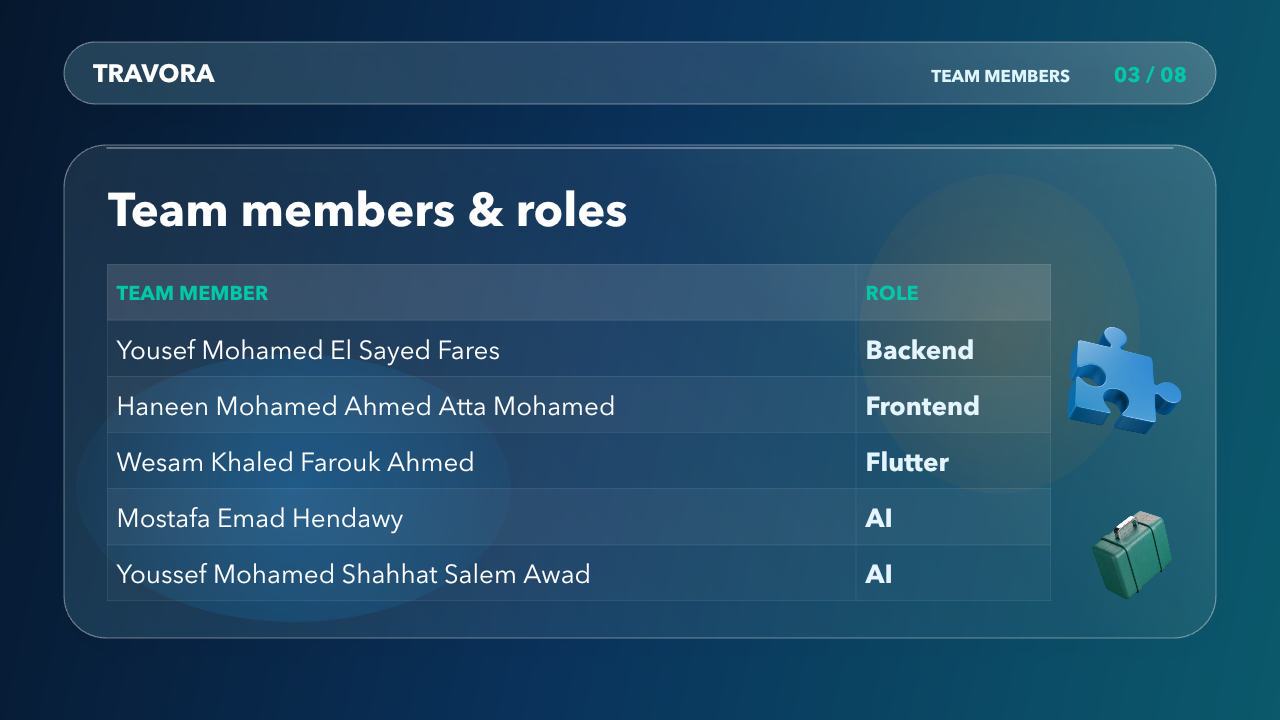 TRAVORA
TEAM MEMBERS 03 / 08
Team members & roles
TEAM MEMBER ROLE
Yousef Mohamed El Sayed Fares Backend
Haneen Mohamed Ahmed Atta Mohamed Frontend
Wesam Khaled Farouk Ahmed Flutter
Mostafa Emad Hendawy AI
Youssef Mohamed Shahhat Salem Awad AI